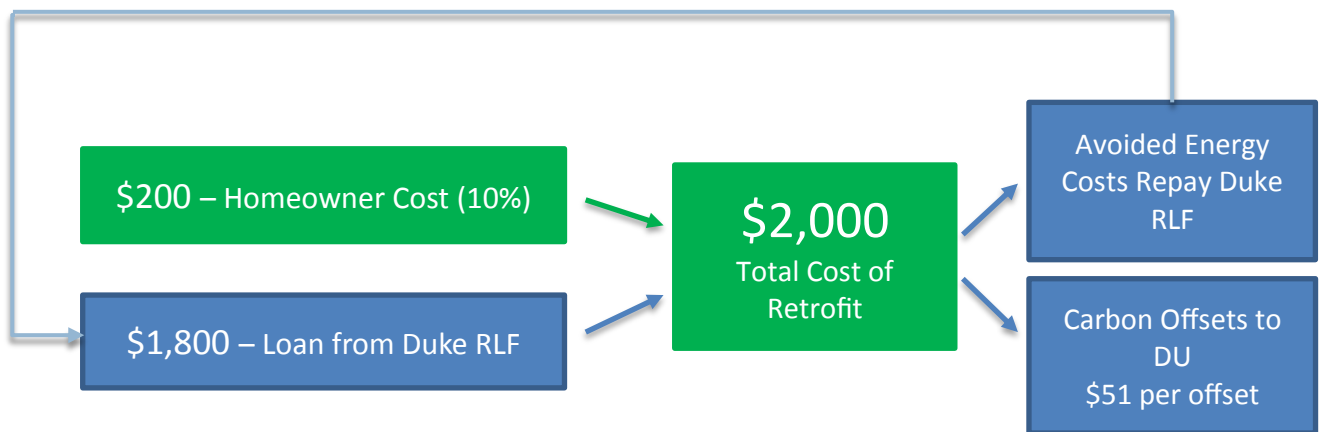 $200 – Homeowner Cost (10%)
$1,800 – Loan from Duke RLF
$2,000
Total Cost of
Retrofit
Avoided Energy
Costs Repay Duke
RLF
Carbon Offsets to
DU
$51 per offset